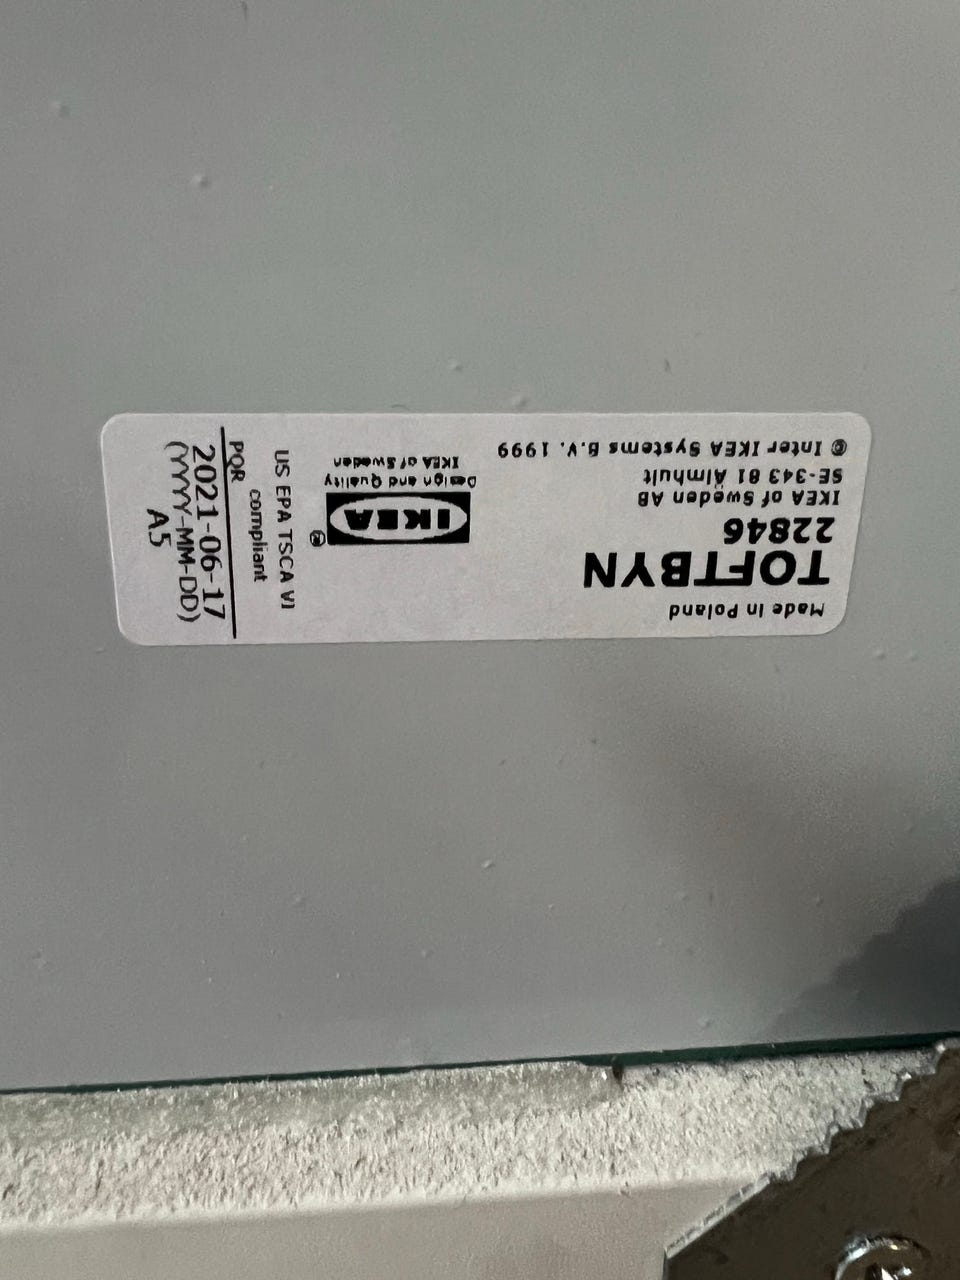 Made in Poland
TOFTBYN
22846
IKEA of Sweden AB
SE-343 81 Älmhult
© Inter IKEA Systems B.V. 1999
IKEA
®
Design and Quality
IKEA of Sweden
US EPA TSCA VI
compliant
PQR
2021-06-17
(YYYY-MM-DD)
A5